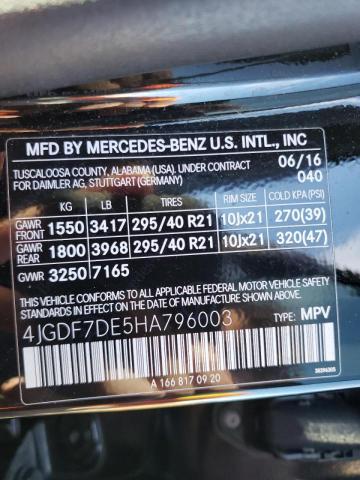 MFD BY MERCEDES-BENZ U.S. INTL., INC
TUSCALOOSA COUNTY, ALABAMA (USA). UNDER CONTRACT 06/16
FOR DAIMLER AG, STUTTGART (GERMANY) 040
KG LB TIRES RIM SIZE COLD KPA (PSI)
GAWR FRONT 1550 3417 295/40 R21 10Jx21 270(39)
GAWR REAR 1800 3968 295/40 R21 10Jx21 320(47)
GVWR 3250 7165
THIS VEHICLE CONFORMS TO ALL APPLICABLE FEDERAL MOTOR VEHICLE SAFETY STANDARDS IN EFFECT
ON THE DATE OF MANUFACTURE SHOWN ABOVE.
4JGDF7DE5HA796003 TYPE: MPV
A 166 817 09 20